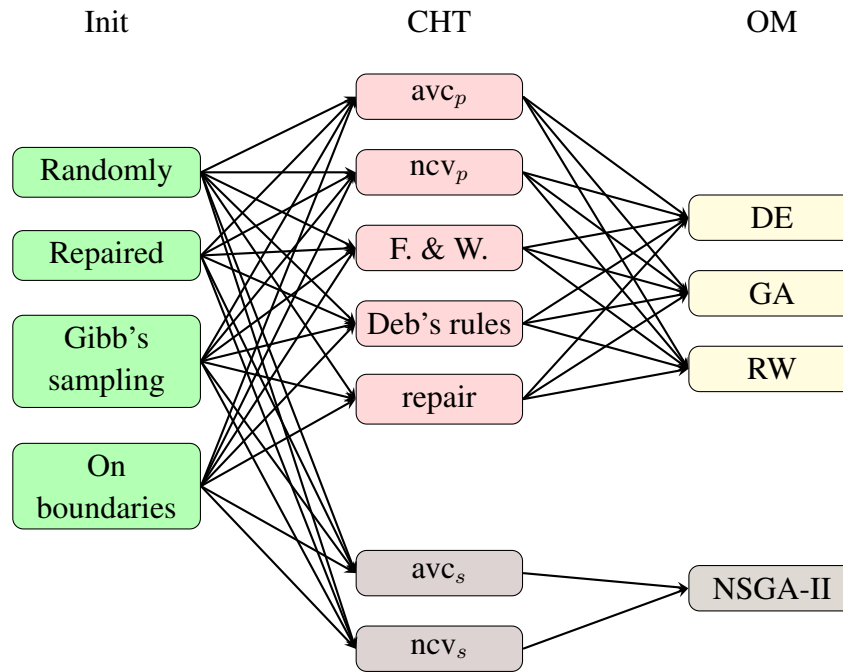 Init CHT OM
avc_p
ncv_p
Randomly
DE
Repaired
F. & W.
GA
Gibb's
sampling
Deb's rules
RW
repair
On
boundaries
avc_s
NSGA-II
ncv_s